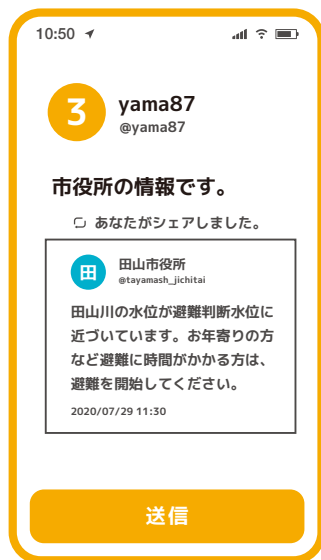 10:50
3
yama87
@yama87
市役所の情報です。
あなたがシェアしました。
田
田山市役所
@tayamash_jichitai
田山川の水位が避難判断水位に
近づいています。お年寄りの方
など避難に時間がかかる方は、
避難を開始してください。
2020/07/29 11:30
送信